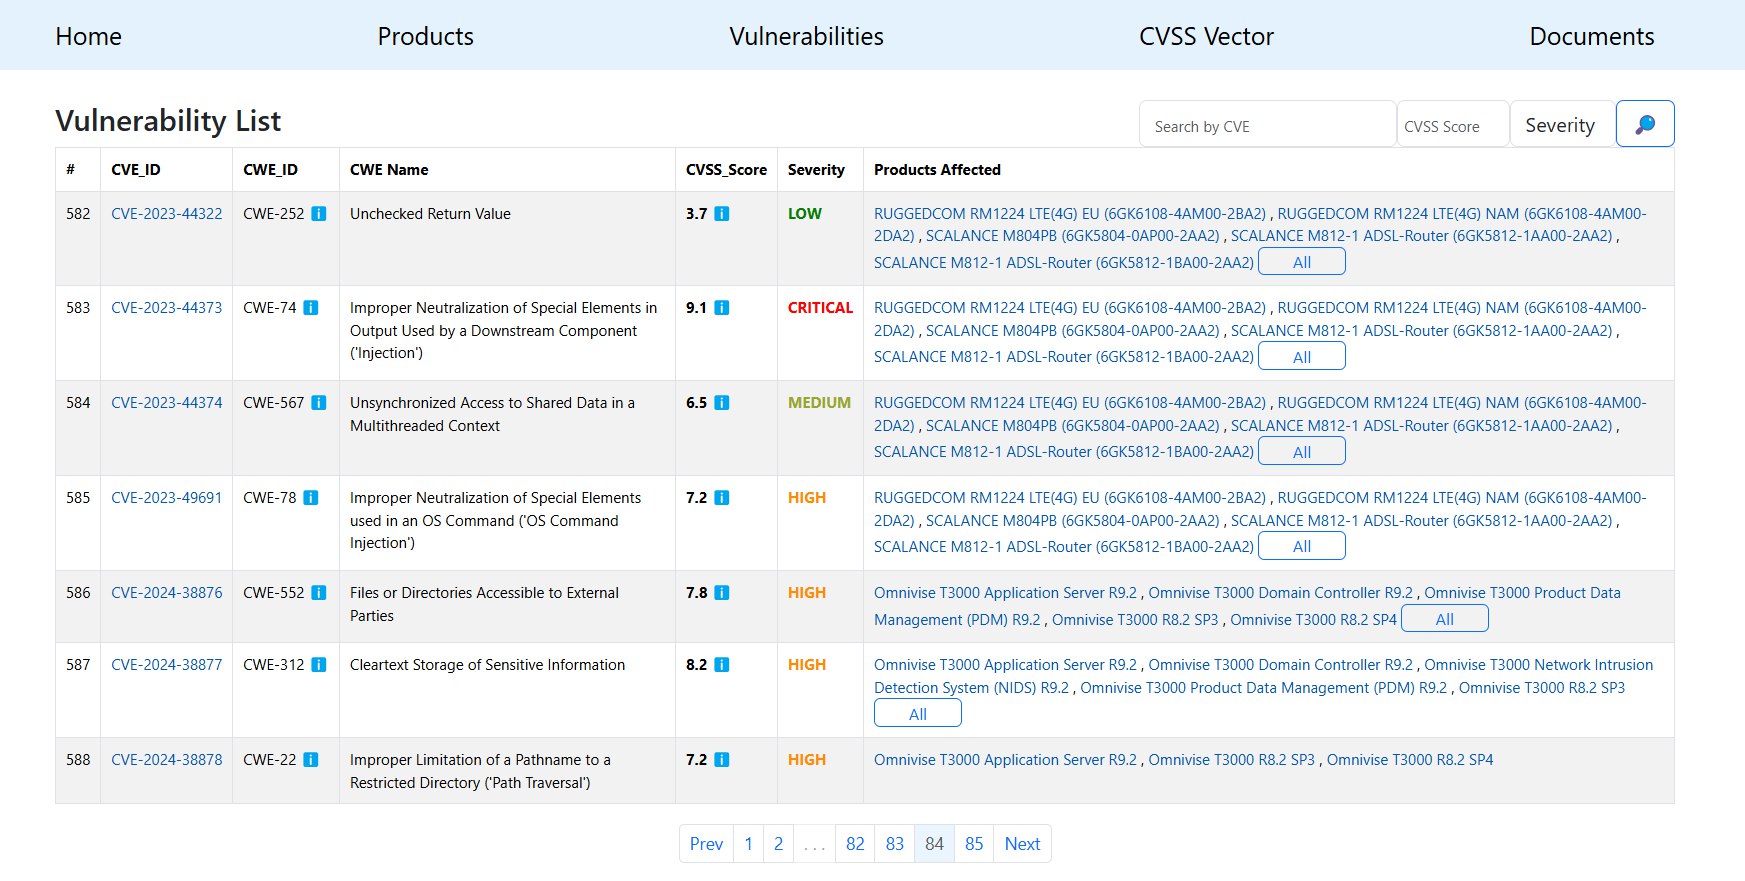 Home Products Vulnerabilities CVSS Vector Documents
Vulnerability List
Search by CVE CVSS Score Severity
# CVE_ID CWE_ID CWE Name CVSS_Score Severity Products Affected
582 CVE-2023-44322 CWE-252 i Unchecked Return Value 3.7 i LOW RUGGEDCOM RM1224 LTE(4G) EU (6GK6108-4AM00-2BA2) , RUGGEDCOM RM1224 LTE(4G) NAM (6GK6108-4AM00-
2DA2) , SCALANCE M804PB (6GK5804-0AP00-2AA2) , SCALANCE M812-1 ADSL-Router (6GK5812-1AA00-2AA2) ,
SCALANCE M812-1 ADSL-Router (6GK5812-1BA00-2AA2) All
583 CVE-2023-44373 CWE-74 i Improper Neutralization of Special Elements in 9.1 i CRITICAL RUGGEDCOM RM1224 LTE(4G) EU (6GK6108-4AM00-2BA2) , RUGGEDCOM RM1224 LTE(4G) NAM (6GK6108-4AM00-
Output Used by a Downstream Component 2DA2) , SCALANCE M804PB (6GK5804-0AP00-2AA2) , SCALANCE M812-1 ADSL-Router (6GK5812-1AA00-2AA2) ,
('Injection') SCALANCE M812-1 ADSL-Router (6GK5812-1BA00-2AA2) All
584 CVE-2023-44374 CWE-567 i Unsynchronized Access to Shared Data in a 6.5 i MEDIUM RUGGEDCOM RM1224 LTE(4G) EU (6GK6108-4AM00-2BA2) , RUGGEDCOM RM1224 LTE(4G) NAM (6GK6108-4AM00-
Multithreaded Context 2DA2) , SCALANCE M804PB (6GK5804-0AP00-2AA2) , SCALANCE M812-1 ADSL-Router (6GK5812-1AA00-2AA2) ,
SCALANCE M812-1 ADSL-Router (6GK5812-1BA00-2AA2) All
585 CVE-2023-49691 CWE-78 i Improper Neutralization of Special Elements 7.2 i HIGH RUGGEDCOM RM1224 LTE(4G) EU (6GK6108-4AM00-2BA2) , RUGGEDCOM RM1224 LTE(4G) NAM (6GK6108-4AM00-
used in an OS Command ('OS Command 2DA2) , SCALANCE M804PB (6GK5804-0AP00-2AA2) , SCALANCE M812-1 ADSL-Router (6GK5812-1AA00-2AA2) ,
Injection') SCALANCE M812-1 ADSL-Router (6GK5812-1BA00-2AA2) All
586 CVE-2024-38876 CWE-552 i Files or Directories Accessible to External 7.8 i HIGH Omnivise T3000 Application Server R9.2 , Omnivise T3000 Domain Controller R9.2 , Omnivise T3000 Product Data
Parties Management (PDM) R9.2 , Omnivise T3000 R8.2 SP3 , Omnivise T3000 R8.2 SP4 All
587 CVE-2024-38877 CWE-312 i Cleartext Storage of Sensitive Information 8.2 i HIGH Omnivise T3000 Application Server R9.2 , Omnivise T3000 Domain Controller R9.2 , Omnivise T3000 Network Intrusion
Detection System (NIDS) R9.2 , Omnivise T3000 Product Data Management (PDM) R9.2 , Omnivise T3000 R8.2 SP3
All
588 CVE-2024-38878 CWE-22 i Improper Limitation of a Pathname to a 7.2 i HIGH Omnivise T3000 Application Server R9.2 , Omnivise T3000 R8.2 SP3 , Omnivise T3000 R8.2 SP4
Restricted Directory ('Path Traversal')
Prev 1 2 ... 82 83 84 85 Next